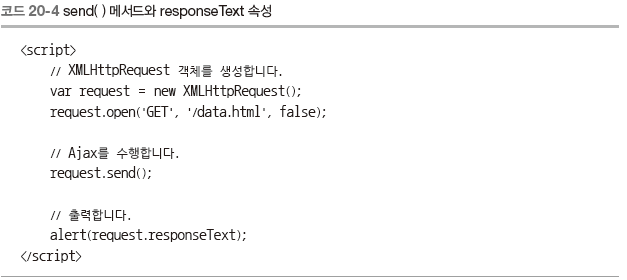 코드 20-4 send( ) 메서드와 responseText 속성
<script>
// XMLHttpRequest 객체를 생성합니다.
var request = new XMLHttpRequest();
request.open('GET', '/data.html', false);
// Ajax를 수행합니다.
request.send();
// 출력합니다.
alert(request.responseText);
</script>